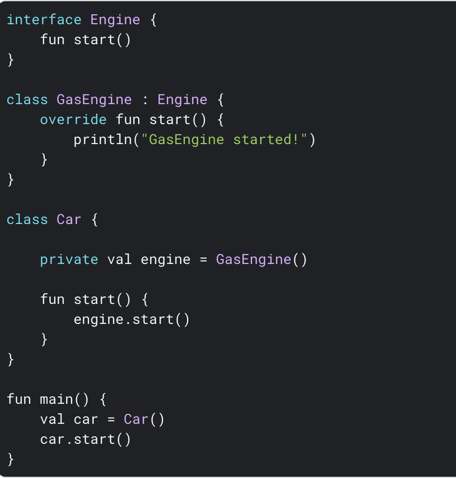 interface Engine {
    fun start()
}

class GasEngine : Engine {
    override fun start() {
        println("GasEngine started!")
    }
}

class Car {

    private val engine = GasEngine()

    fun start() {
        engine.start()
    }
}

fun main() {
    val car = Car()
    car.start()
}